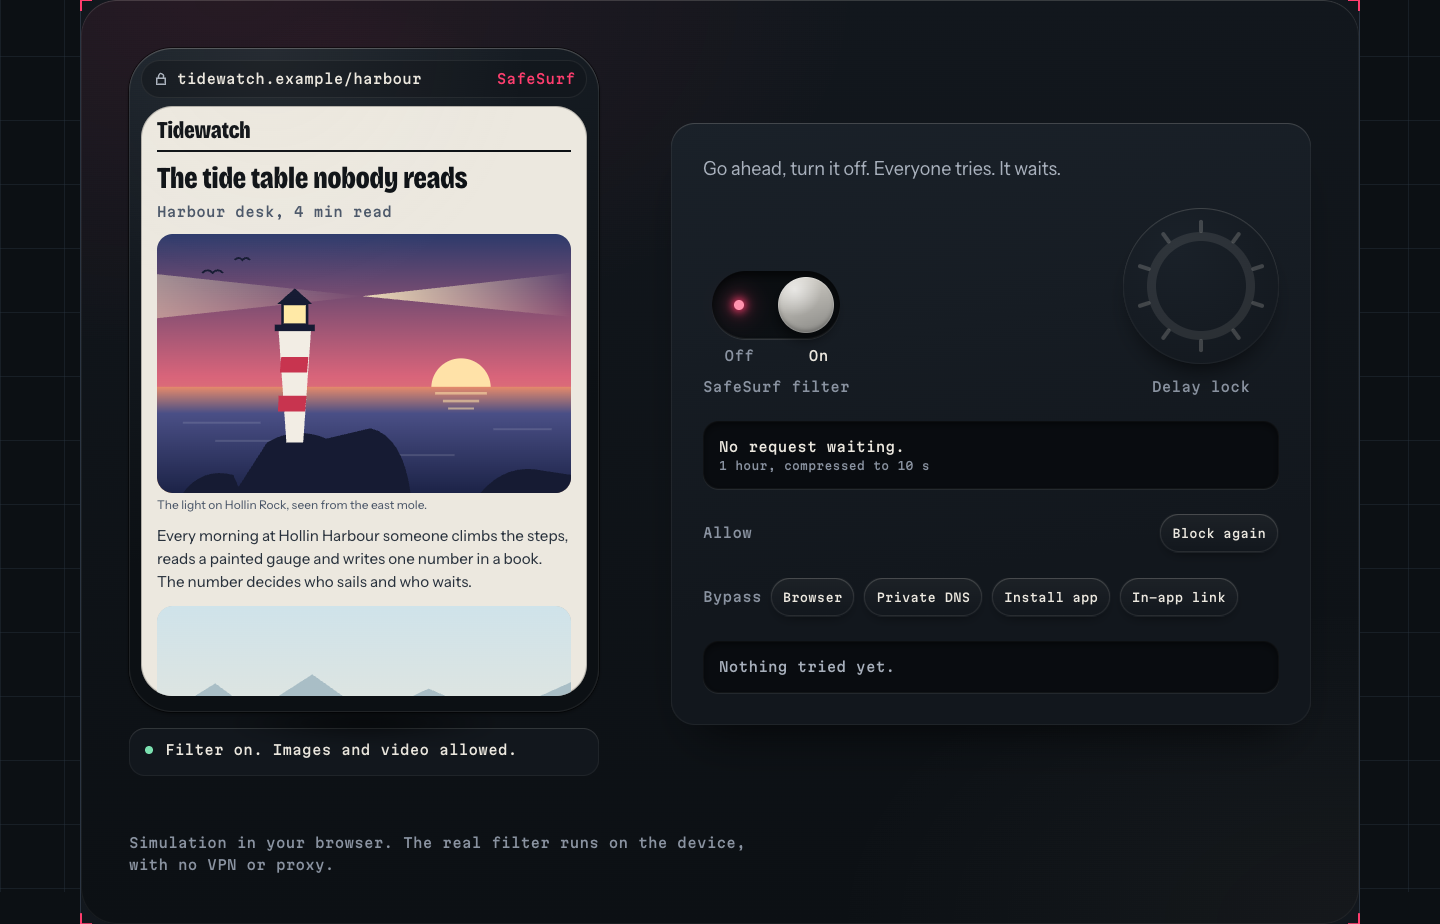 tidewatch.example/harbour
SafeSurf
Tidewatch
The tide table nobody reads
Harbour desk, 4 min read
The light on Hollin Rock, seen from the east mole.
Every morning at Hollin Harbour someone climbs the steps,
reads a painted gauge and writes one number in a book.
The number decides who sails and who waits.
Filter on. Images and video allowed.
Go ahead, turn it off. Everyone tries. It waits.
Off
On
SafeSurf filter
Delay lock
No request waiting.
1 hour, compressed to 10 s
Allow
Block again
Bypass
Browser
Private DNS
Install app
In-app link
Nothing tried yet.
Simulation in your browser. The real filter runs on the device,
with no VPN or proxy.